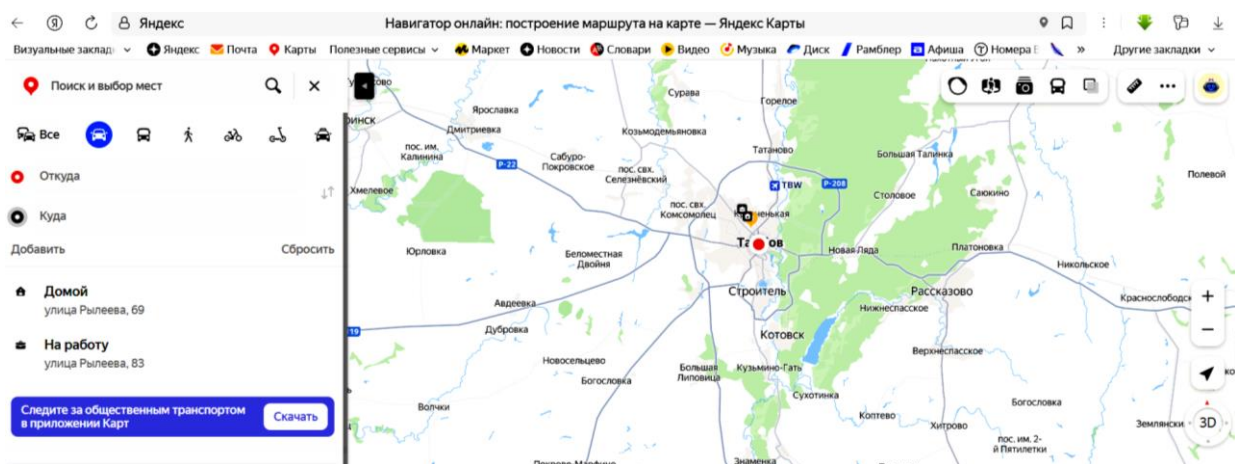 Яндекс
Навигатор онлайн: построение маршрута на карте — Яндекс Карты
Визуальные заклад
Яндекс
Почта
Карты
Полезные сервисы
Маркет
Новости
Словари
Видео
Музыка
Диск
Рамблер
Афиша
Номера
»
Другие закладки
Поиск и выбор мест
Все
Откуда
Куда
Добавить
Сбросить
Домой
улица Рылеева, 69
На работу
улица Рылеева, 83
Следите за общественным транспортом
в приложении Карт
Скачать
Сурава
Горелое
Ярославка
Дмитриевка
Козьмодемьяновка
пос. им.
Калинина
Р-22
Сабуро-
Покровское
пос. свх.
Селезнёвский
Татаново
Большая Талинка
TBW
Р-208
Полевой
Хмелевое
Столовое
Саюкино
пос. свх.
Комсомолец
Юрловка
Беломестная
Двойня
Новая Ляда
Платоновка
Никольское
Строитель
Рассказово
Краснослободск
Нижнеспасское
Авдеевка
Дубровка
19
Котовск
Верхнеспасское
Новосельцево
Богословка
Большая
Липовица
Кузьмино-Гать
Сухотинка
Волчки
Коптево
Хитрово
Богословка
Землянски
пос. им. 2-
й Пятилетки
Знаменка
3D